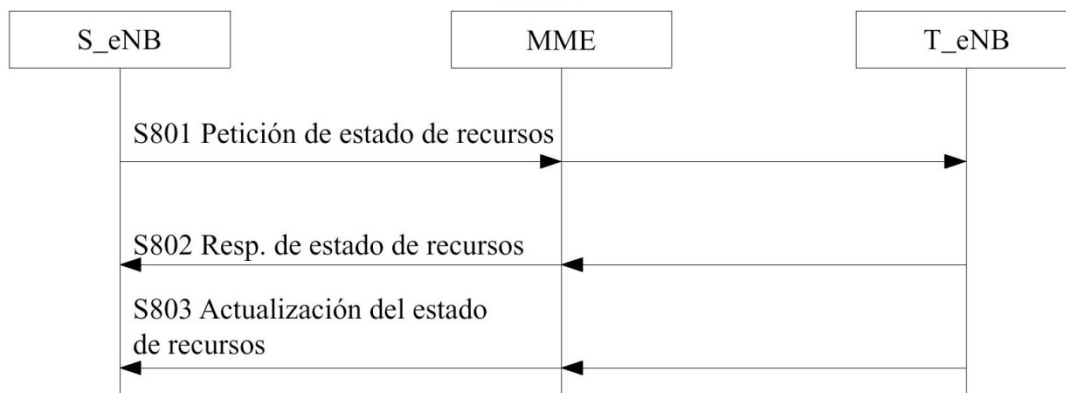 S_eNB
MME
T_eNB
S801 Petición de estado de recursos
S802 Resp. de estado de recursos
S803 Actualización del estado
de recursos